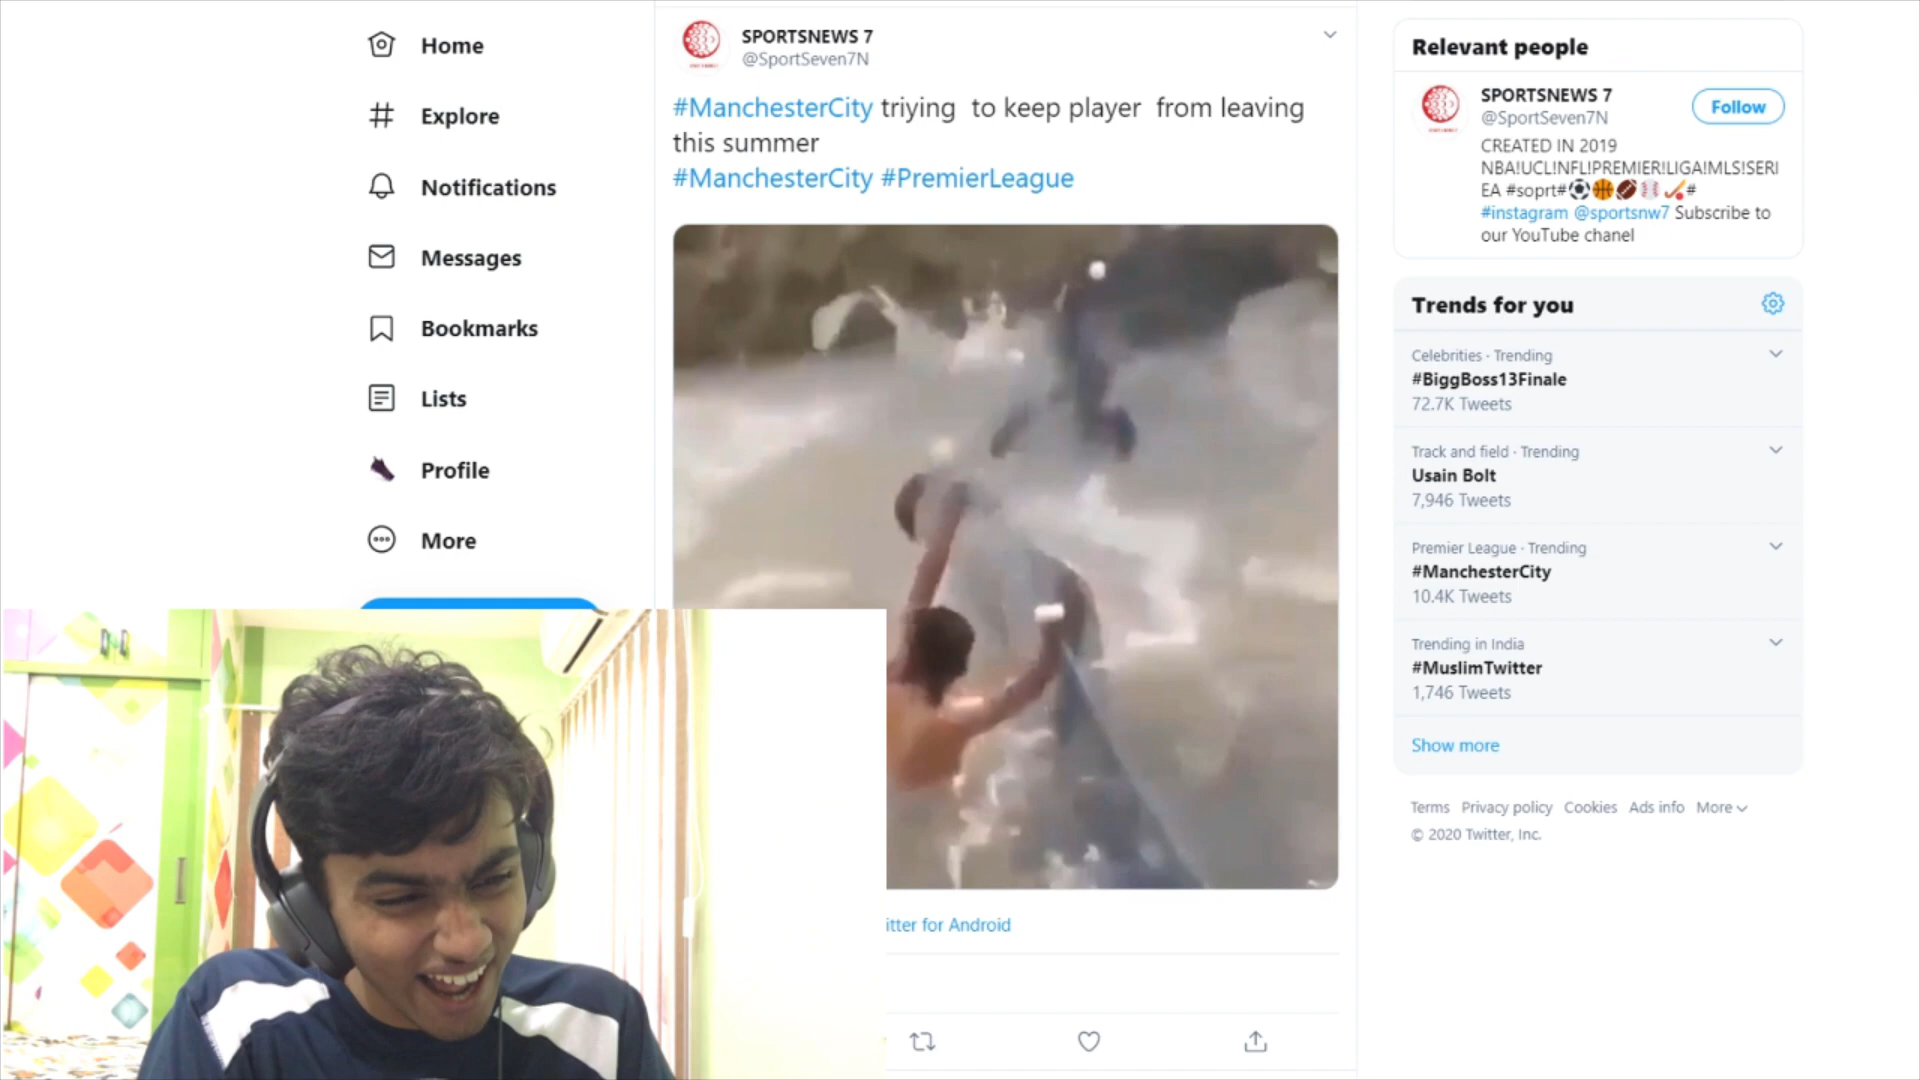 Home
Explore
Notifications
Messages
Bookmarks
Lists
Profile
More
SPORTSNEWS 7
@SportSeven7N
#ManchesterCity triying to keep player from leaving
this summer
#ManchesterCity #PremierLeague
itter for Android
Relevant people
SPORTSNEWS 7
@SportSeven7N
Follow
CREATED IN 2019
NBA!UCL!NFL!PREMIER!LIGA!MLS!SERI
EA #soprt#⚽🏀🏈⚾🏒#
#instagram @sportsnw7 Subscribe to
our YouTube chanel
Trends for you
Celebrities · Trending
#BiggBoss13Finale
72.7K Tweets
Track and field · Trending
Usain Bolt
7,946 Tweets
Premier League · Trending
#ManchesterCity
10.4K Tweets
Trending in India
#MuslimTwitter
1,746 Tweets
Show more
Terms Privacy policy Cookies Ads info More
© 2020 Twitter, Inc.